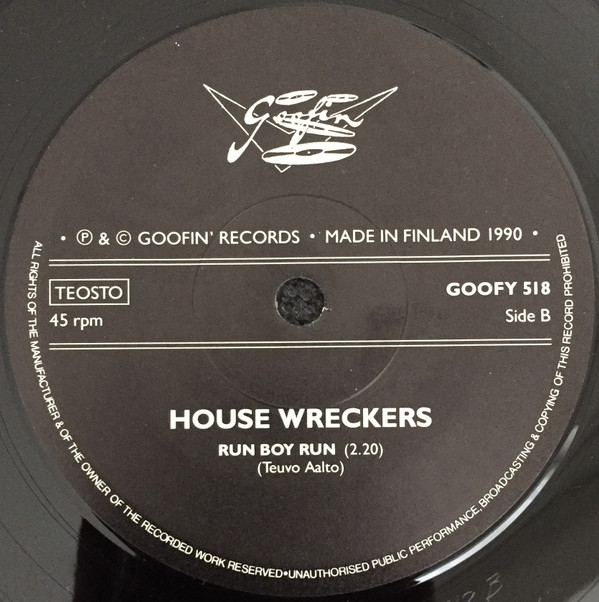 Goofin
• Ⓟ & © GOOFIN' RECORDS • MADE IN FINLAND 1990 •
TEOSTO
45 rpm
GOOFY 518
Side B
HOUSE WRECKERS
RUN BOY RUN (2.20)
(Teuvo Aalto)
ALL RIGHTS OF THE MANUFACTURER & OF THE OWNER OF THE RECORDED WORK RESERVED•UNAUTHORISED PUBLIC PERFORMANCE, BROADCASTING & COPYING OF THIS RECORD PROHIBITED